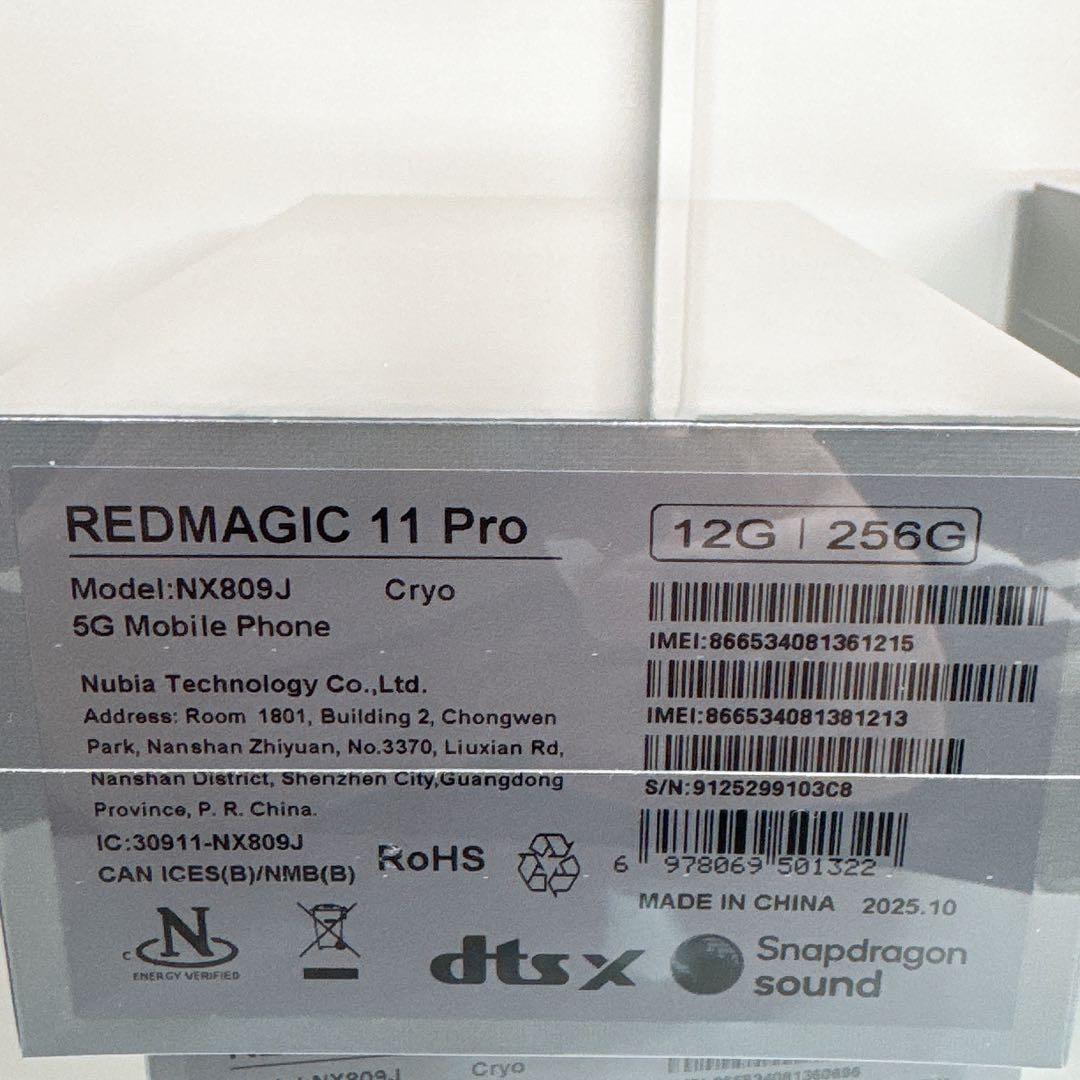 REDMAGIC 11 Pro
12G | 256G
Model:NX809J Cryo
5G Mobile Phone
IMEI:866534081361215
IMEI:866534081381213
S/N:9125299103C8
6 978069 501322
MADE IN CHINA 2025.10
Nubia Technology Co.,Ltd.
Address: Room 1801, Building 2, Chongwen
Park, Nanshan Zhiyuan, No.3370, Liuxian Rd,
Nanshan District, Shenzhen City,Guangdong
Province, P. R. China.
IC:30911-NX809J
CAN ICES(B)/NMB(B)
RoHS
C N
ENERGY VERIFIED
dts x
Snapdragon
sound
NX809J Cryo